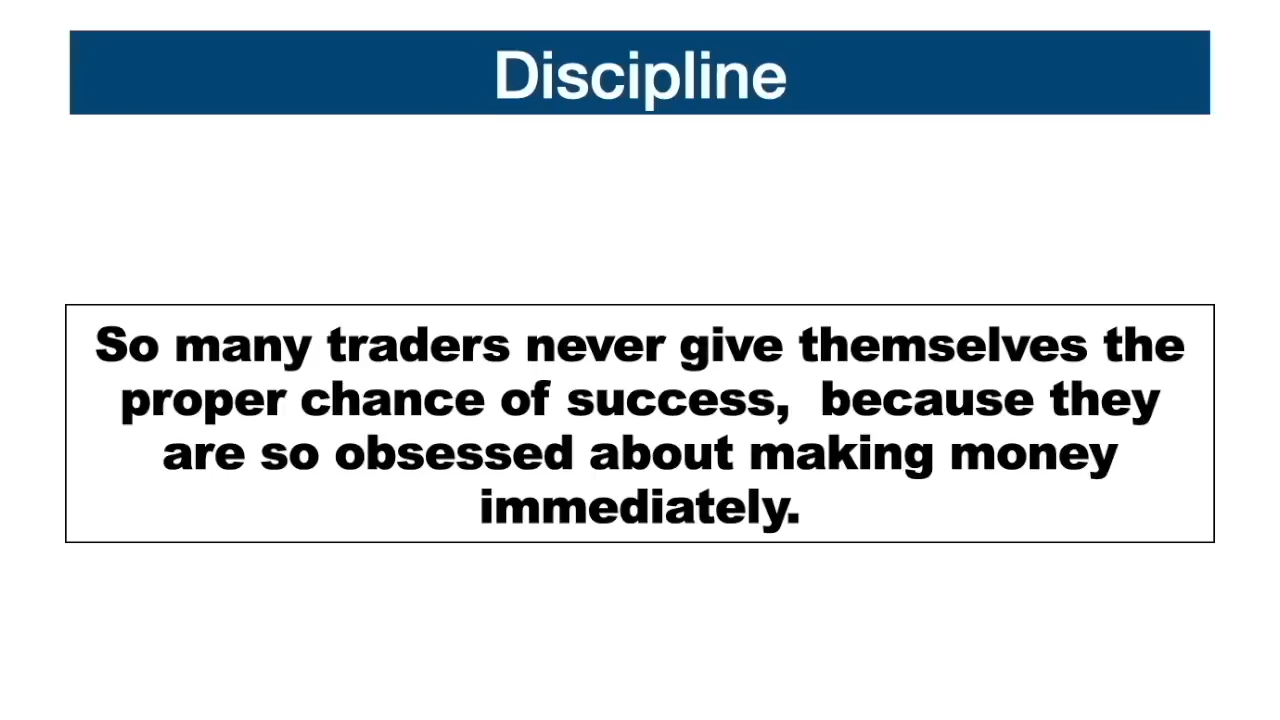 Discipline
So many traders never give themselves the
proper chance of success,  because they
are so obsessed about making money
immediately.